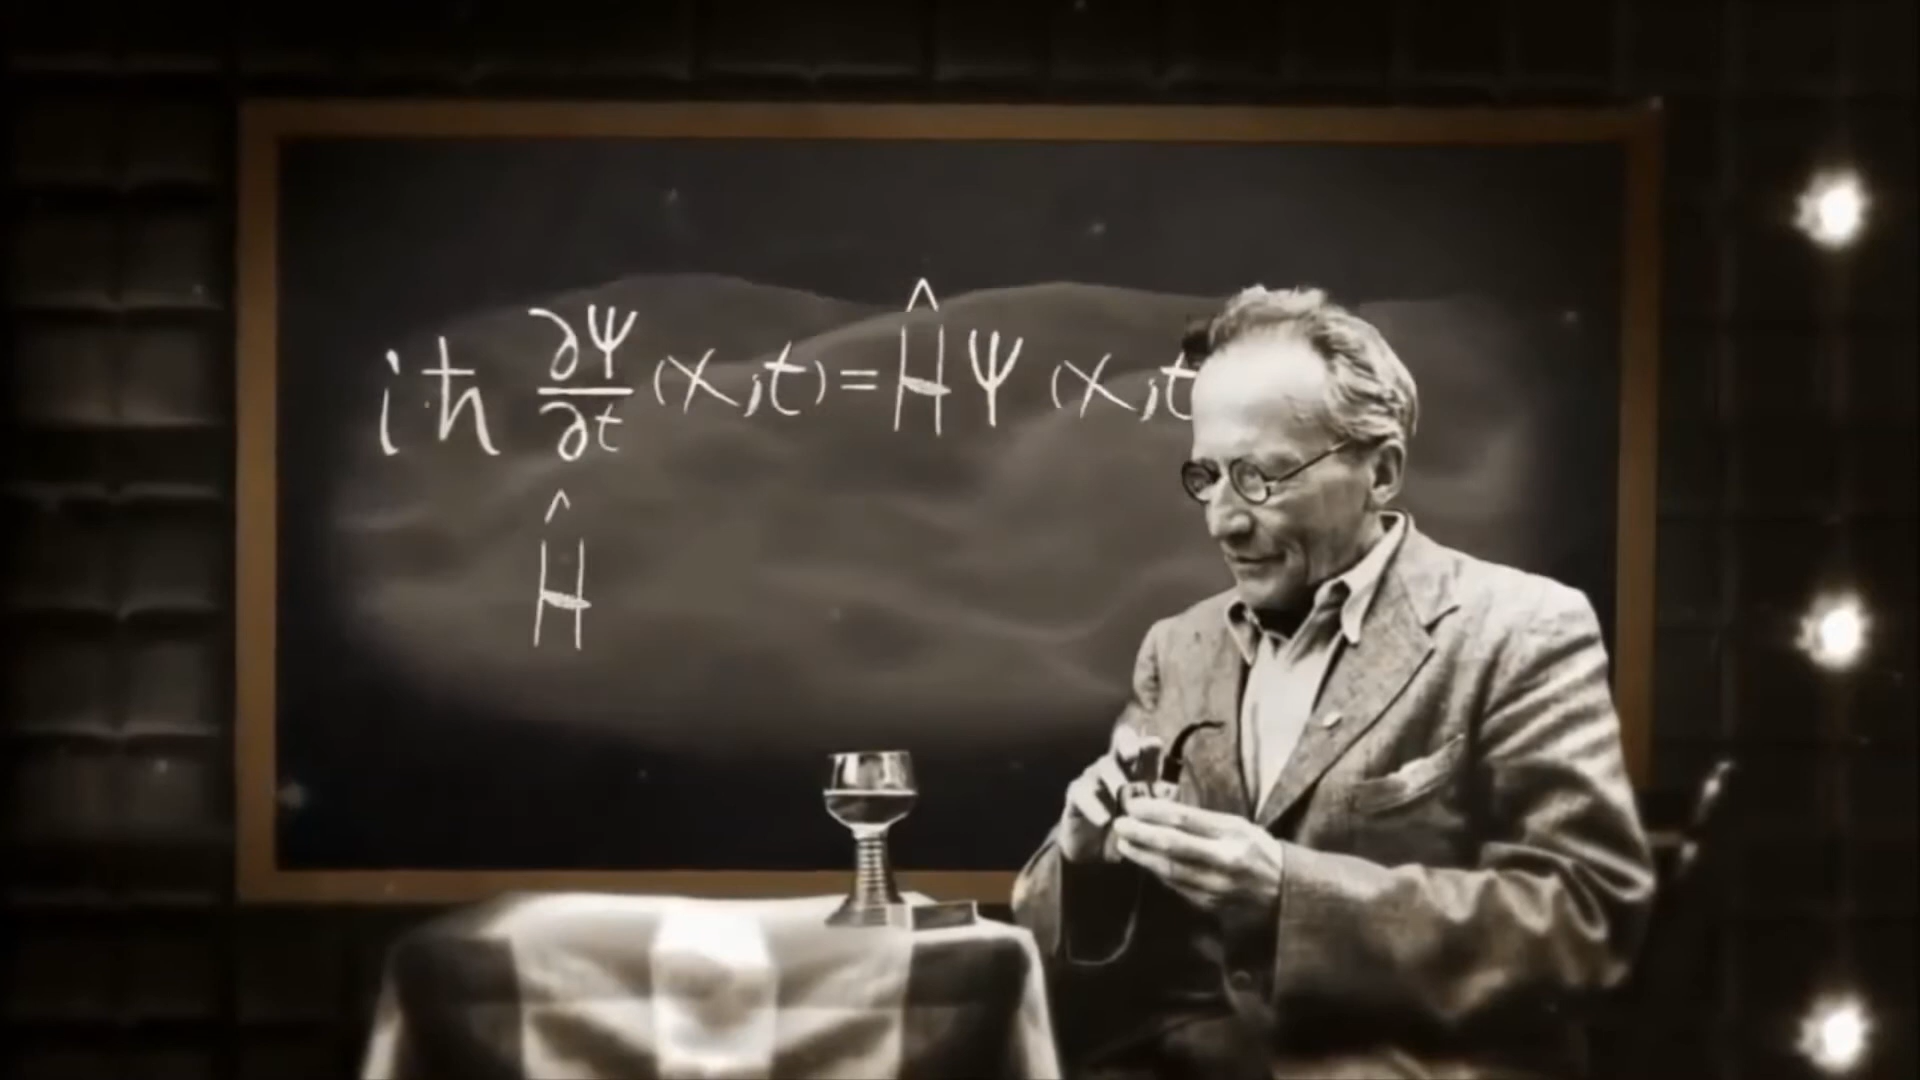 iħ ∂Ψ/∂t (x,t) = Ĥ Ψ (x,t
Ĥ